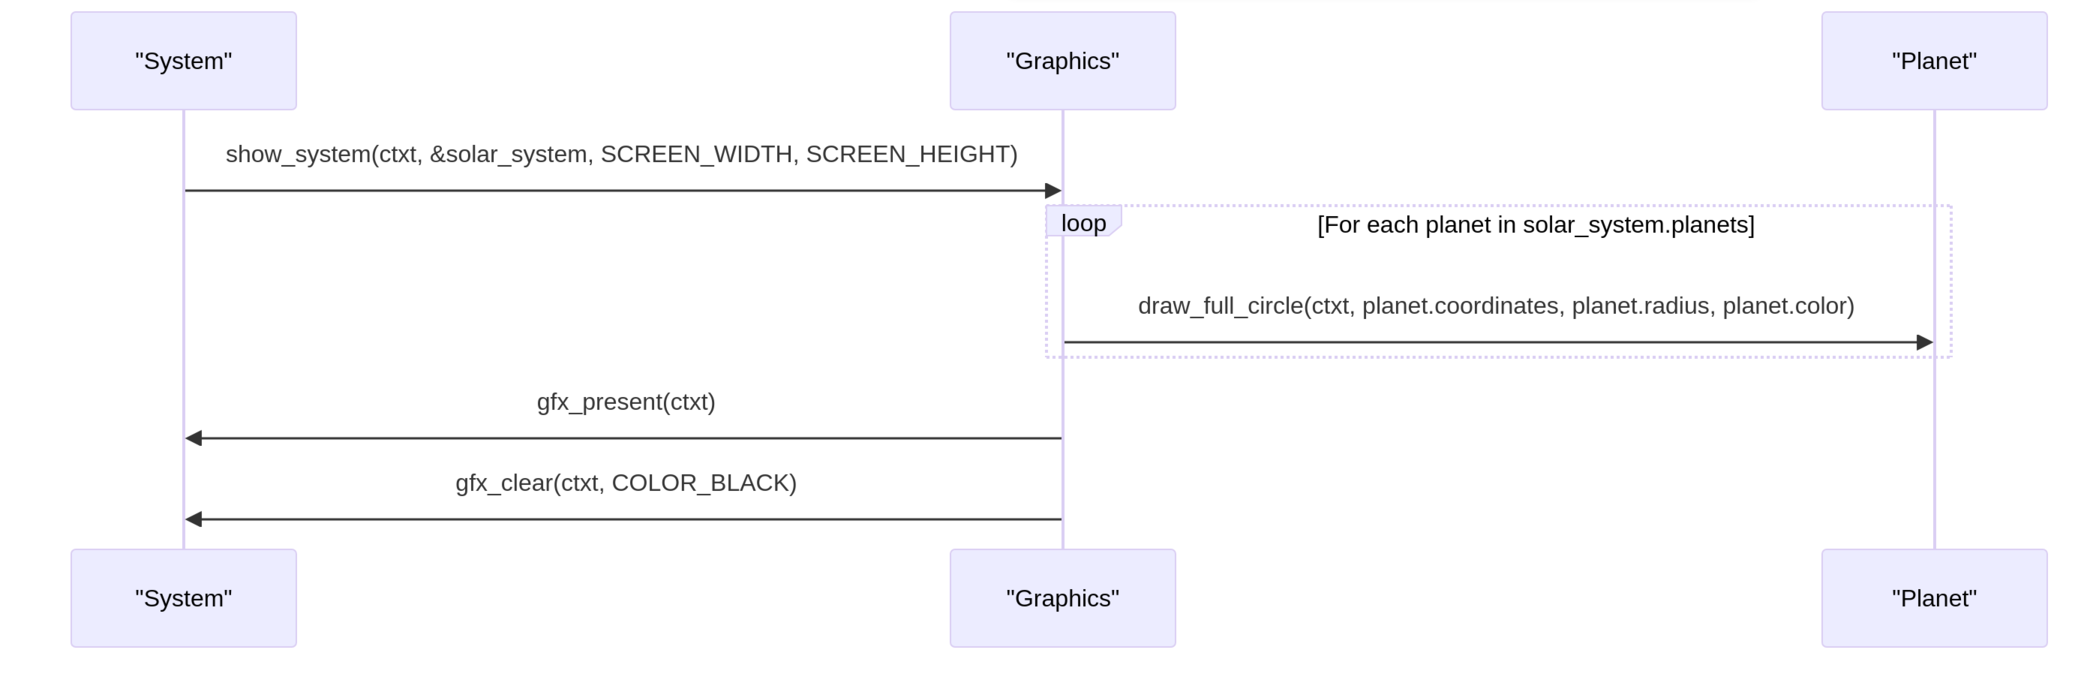 "System"
"Graphics"
"Planet"
show_system(ctxt, &solar_system, SCREEN_WIDTH, SCREEN_HEIGHT)
loop
[For each planet in solar_system.planets]
draw_full_circle(ctxt, planet.coordinates, planet.radius, planet.color)
gfx_present(ctxt)
gfx_clear(ctxt, COLOR_BLACK)
"System"
"Graphics"
"Planet"